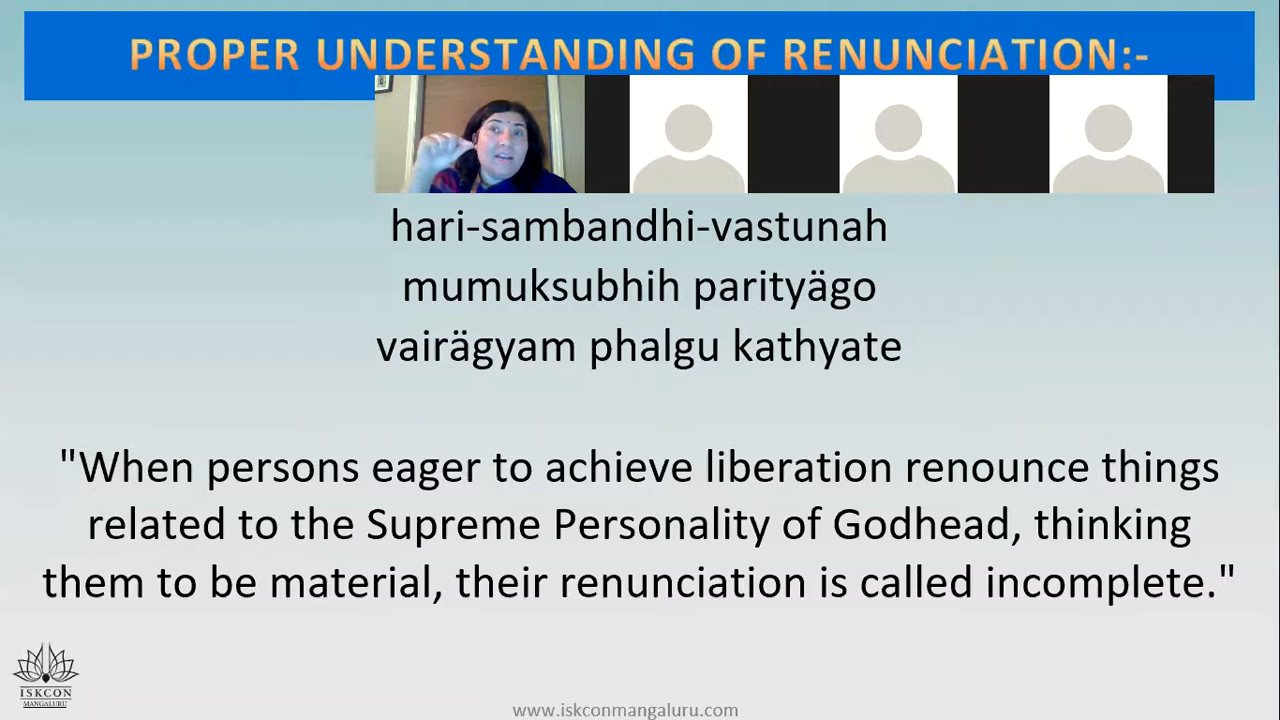 PROPER UNDERSTANDING OF RENUNCIATION:-
hari-sambandhi-vastunah
mumuksubhih parityägo
vairägyam phalgu kathyate
"When persons eager to achieve liberation renounce things
related to the Supreme Personality of Godhead, thinking
them to be material, their renunciation is called incomplete."
ISKCON
MANGALURU
www.iskconmangaluru.com